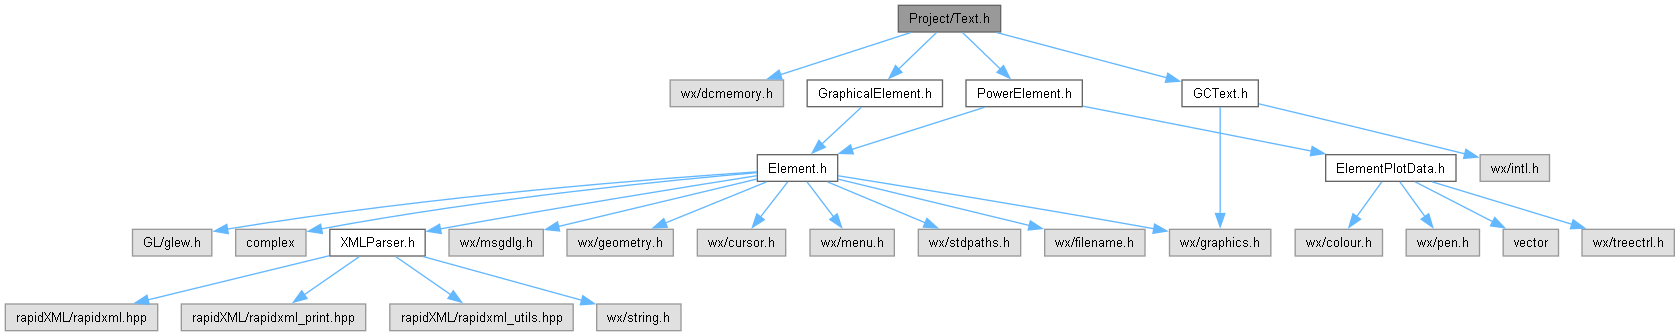 Project/Text.h
wx/dcmemory.h
GraphicalElement.h
PowerElement.h
GCText.h
Element.h
ElementPlotData.h
wx/intl.h
GL/glew.h
complex
XMLParser.h
wx/msgdlg.h
wx/geometry.h
wx/cursor.h
wx/menu.h
wx/stdpaths.h
wx/filename.h
wx/graphics.h
wx/colour.h
wx/pen.h
vector
wx/treectrl.h
rapidXML/rapidxml.hpp
rapidXML/rapidxml_print.hpp
rapidXML/rapidxml_utils.hpp
wx/string.h